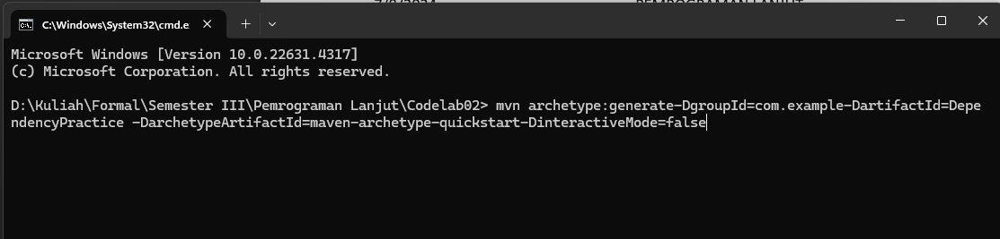 C:\Windows\System32\cmd.e
Microsoft Windows [Version 10.0.22631.4317]
(c) Microsoft Corporation. All rights reserved.
D:\Kuliah\Formal\Semester III\Pemrograman Lanjut\Codelab02> mvn archetype:generate-DgroupId=com.example-DartifactId=Depe
ndencyPractice -DarchetypeArtifactId=maven-archetype-quickstart-DinteractiveMode=false